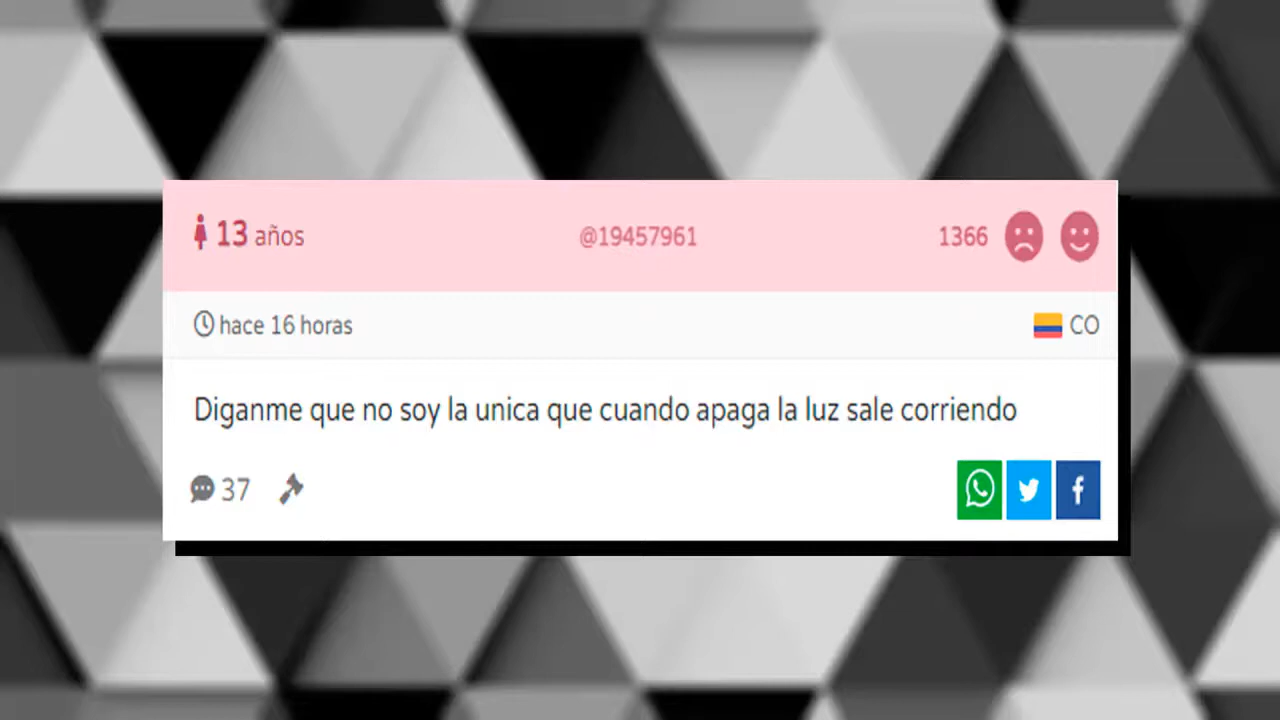 13 años @19457961 1366
hace 16 horas CO
Diganme que no soy la unica que cuando apaga la luz sale corriendo
37